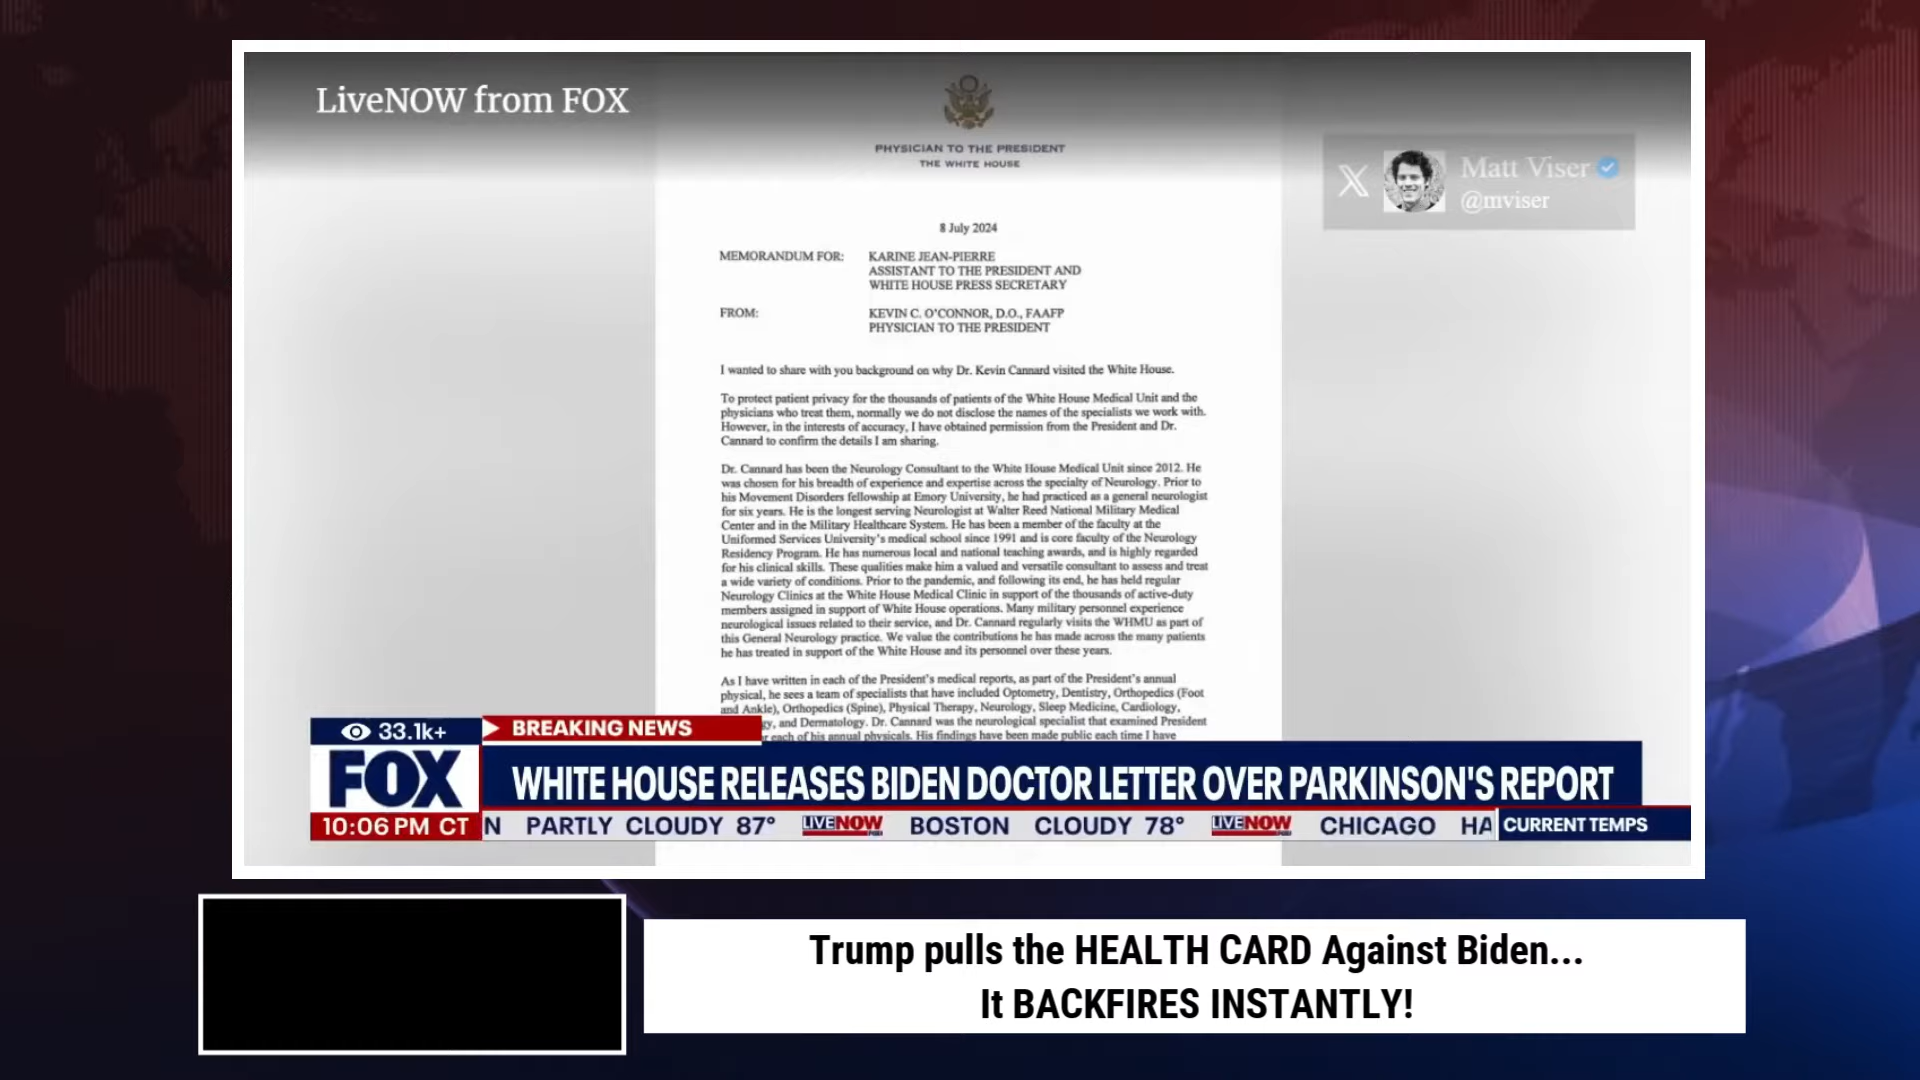 LiveNOW from FOX
PHYSICIAN TO THE PRESIDENT
THE WHITE HOUSE
X
Matt Viser
@mviser
8 July 2024
MEMORANDUM FOR: KARINE JEAN-PIERRE
ASSISTANT TO THE PRESIDENT AND
WHITE HOUSE PRESS SECRETARY
FROM: KEVIN C. O'CONNOR, D.O., FAAFP
PHYSICIAN TO THE PRESIDENT
I wanted to share with you background on why Dr. Kevin Cannard visited the White House.
To protect patient privacy for the thousands of patients of the White House Medical Unit and the
physicians who treat them, normally we do not disclose the names of the specialists we work with.
However, in the interests of accuracy, I have obtained permission from the President and Dr.
Cannard to confirm the details I am sharing.
Dr. Cannard has been the Neurology Consultant to the White House Medical Unit since 2012. He
was chosen for his breadth of experience and expertise across the specialty of Neurology. Prior to
his Movement Disorders fellowship at Emory University, he had practiced as a general neurologist
for six years. He is the longest serving Neurologist at Walter Reed National Military Medical
Center and in the Military Healthcare System. He has been a member of the faculty at the
Uniformed Services University's medical school since 1991 and is core faculty of the Neurology
Residency Program. He has numerous local and national teaching awards, and is highly regarded
for his clinical skills. These qualities make him a valued and versatile consultant to assess and treat
a wide variety of conditions. Prior to the pandemic, and following its end, he has held regular
Neurology Clinics at the White House Medical Clinic in support of the thousands of active-duty
members assigned in support of White House operations. Many military personnel experience
neurological issues related to their service, and Dr. Cannard regularly visits the WHMU as part of
this General Neurology practice. We value the contributions he has made across the many patients
he has treated in support of the White House and its personnel over these years.
As I have written in each of the President's medical reports, as part of the President's annual
physical, he sees a team of specialists that have included Optometry, Dentistry, Orthopedics (Foot
and Ankle), Orthopedics (Spine), Physical Therapy, Neurology, Sleep Medicine, Cardiology,
gy, and Dermatology. Dr. Cannard was the neurological specialist that examined President
each of his annual physicals. His findings have been made public each time I have
33.1k+
BREAKING NEWS
FOX
WHITE HOUSE RELEASES BIDEN DOCTOR LETTER OVER PARKINSON'S REPORT
10:06 PM CT
N PARTLY CLOUDY 87° LIVENOW FOX BOSTON CLOUDY 78° LIVENOW FOX CHICAGO HA CURRENT TEMPS
Trump pulls the HEALTH CARD Against Biden...
It BACKFIRES INSTANTLY!